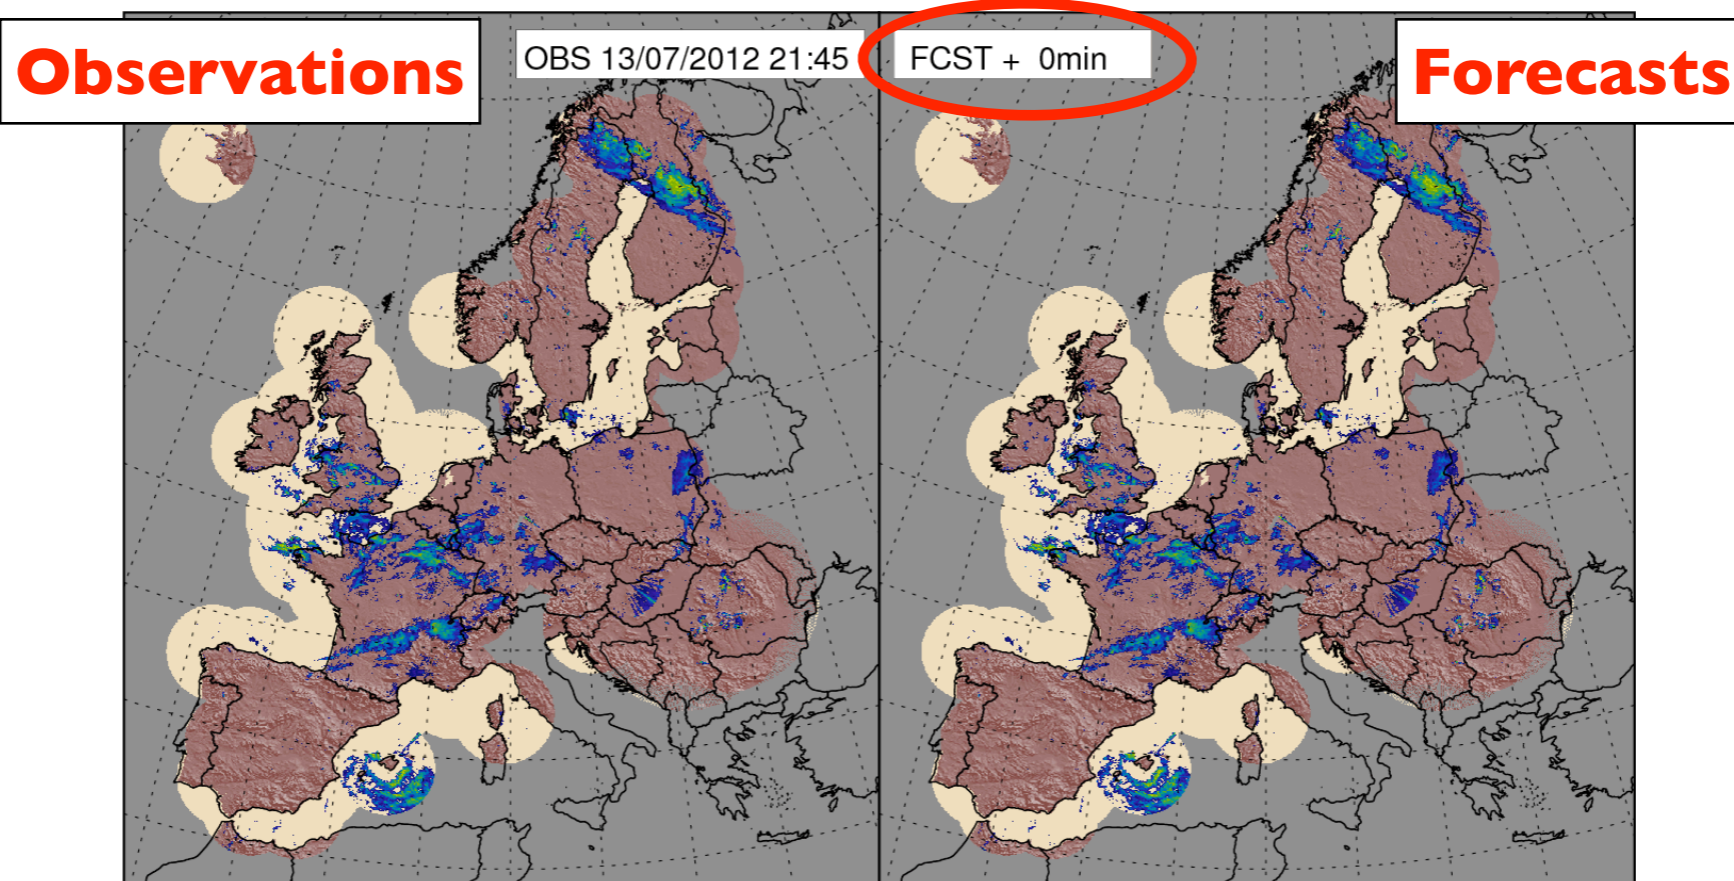 Observations
OBS 13/07/2012 21:45
FCST + 0min
Forecasts